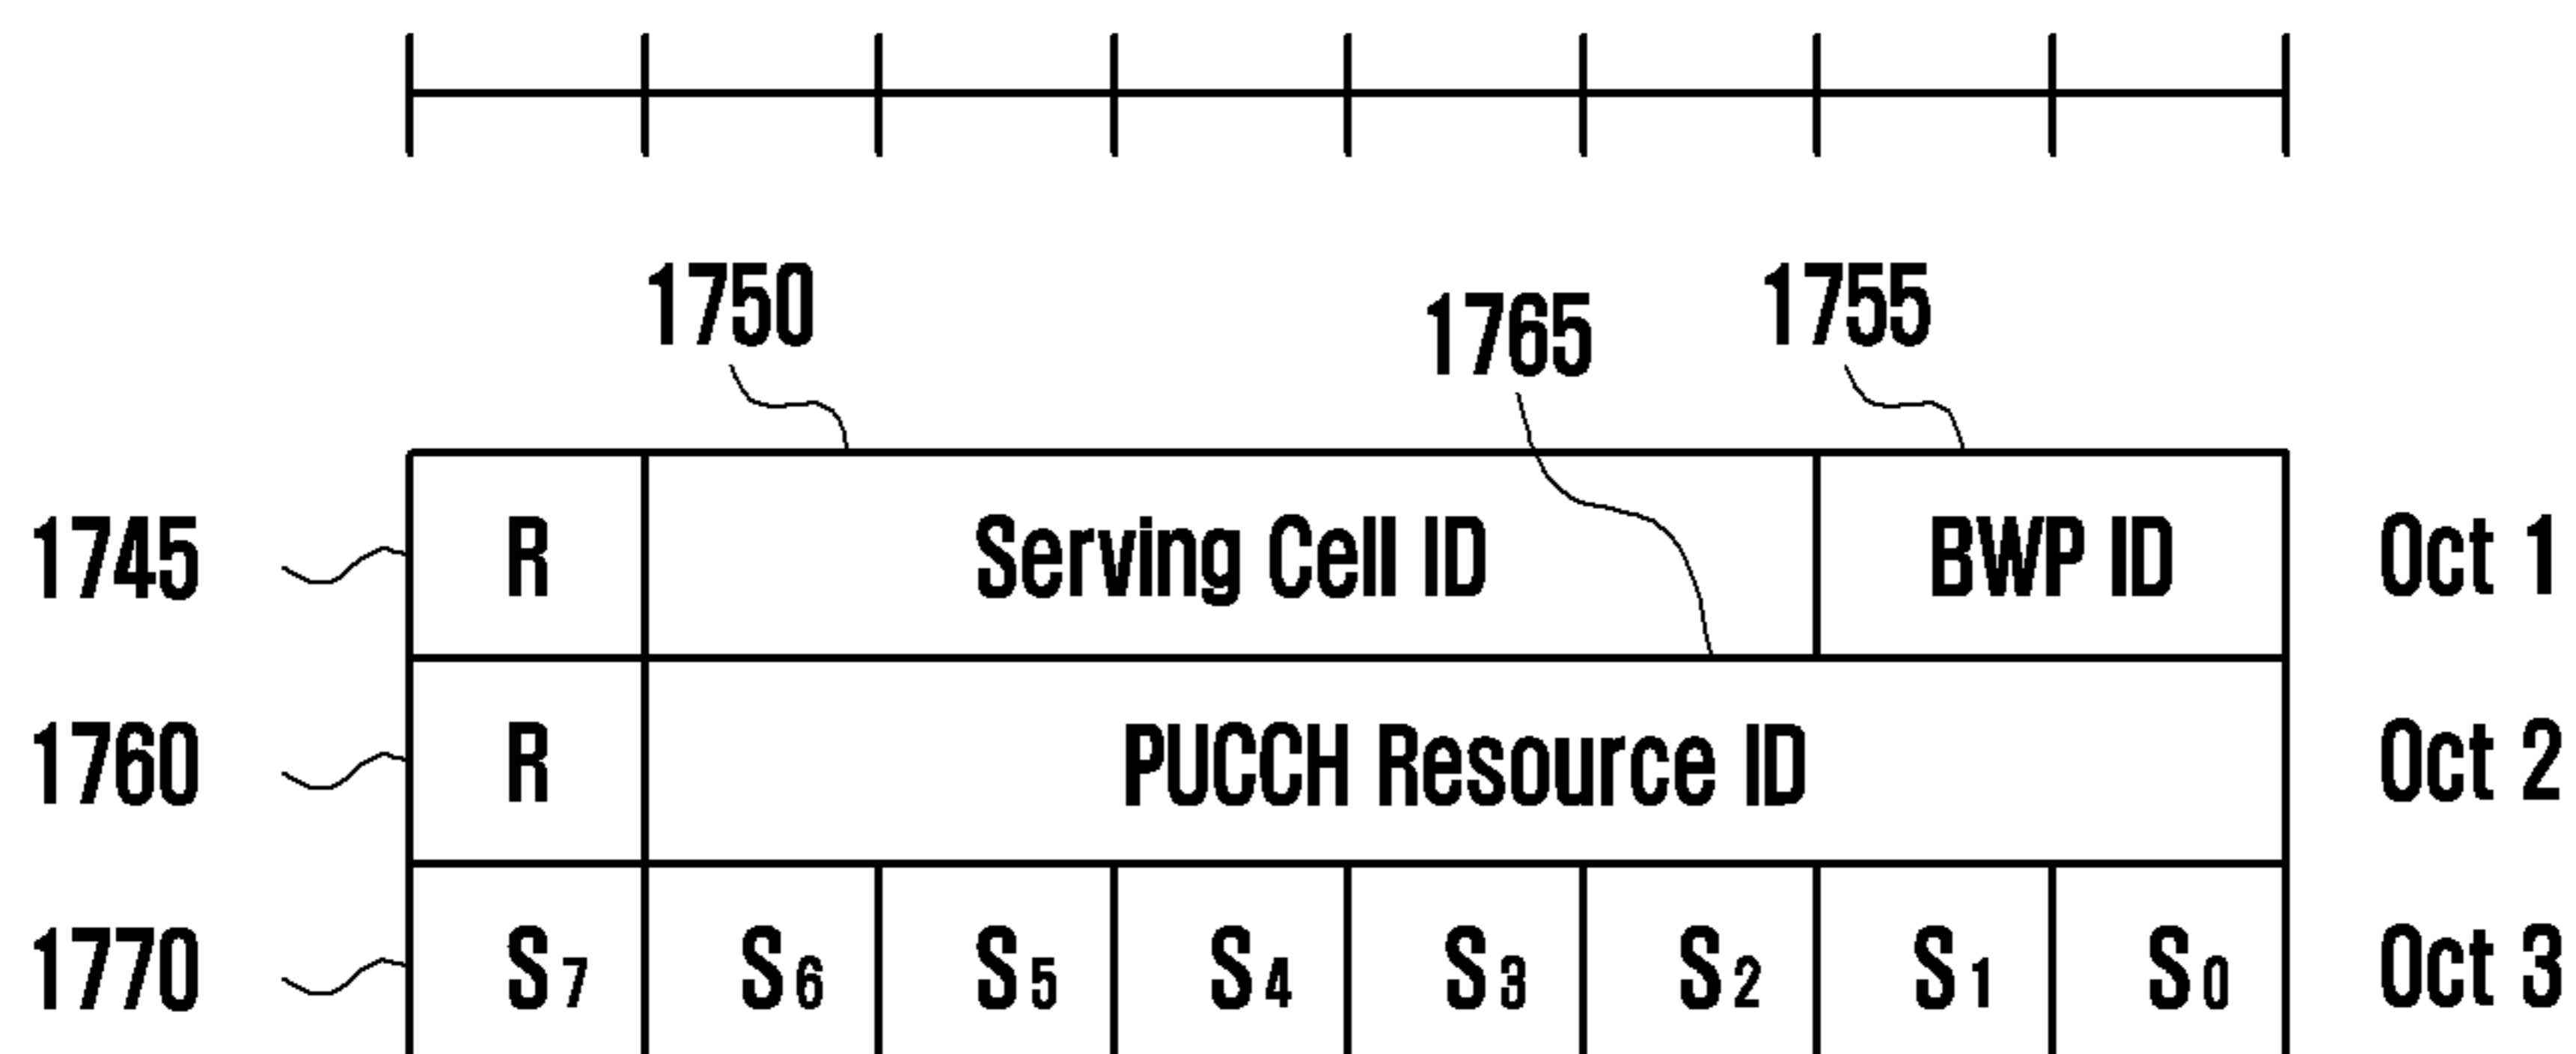 1750 1765 1755
1745 R Serving Cell ID BWP ID Oct 1
1760 R PUCCH Resource ID Oct 2
1770 S7 S6 S5 S4 S3 S2 S1 S0 Oct 3